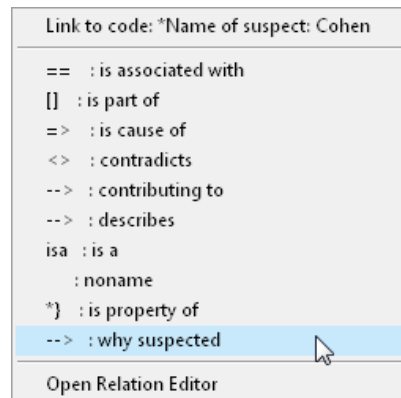 Link to code: *Name of suspect: Cohen
== : is associated with
[] : is part of
=> : is cause of
<> : contradicts
--> : contributing to
--> : describes
isa : is a
: noname
*} : is property of
--> : why suspected
Open Relation Editor